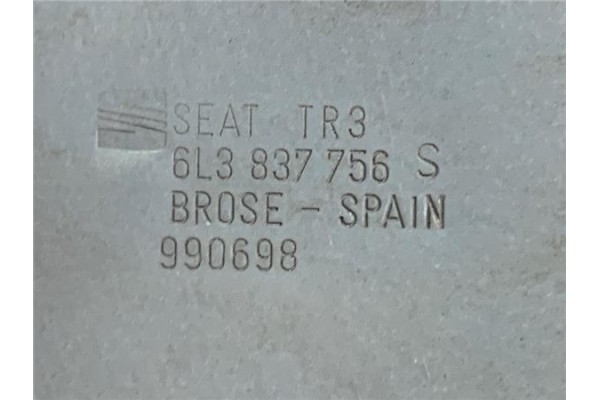 SEAT TR3
6L3 837 756 S
BROSE - SPAIN
990698